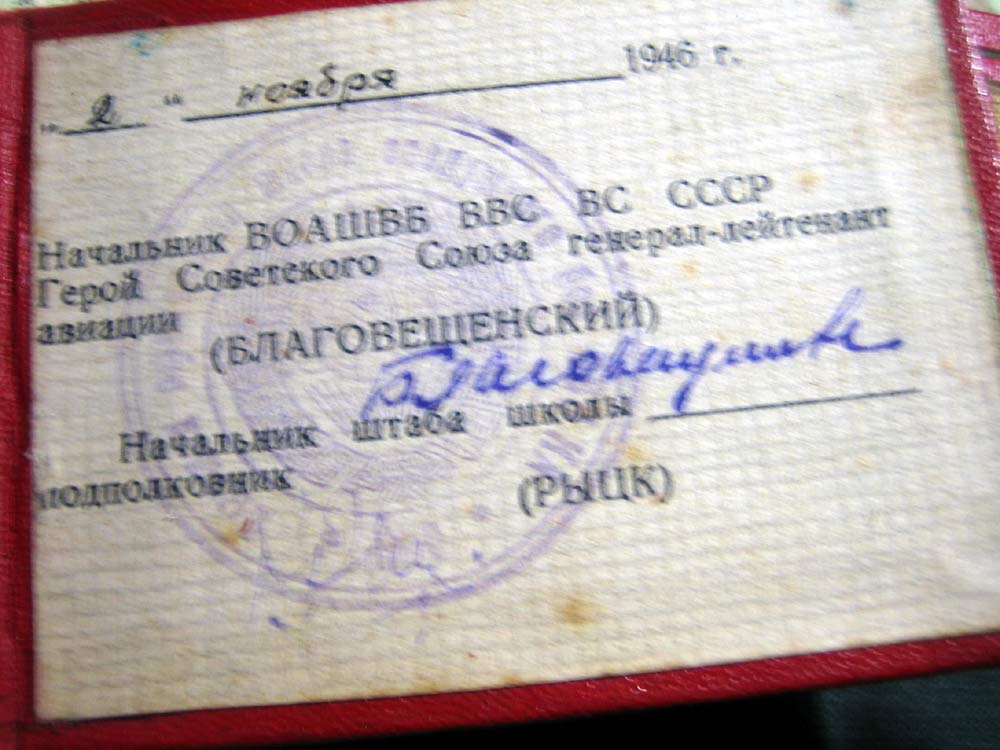 „ 2 “ ноября 1946 г.
Начальник ВОАШВБ ВВС ВС СССР
Герой Советского Союза генерал-лейтенант
авиации
(БЛАГОВЕЩЕНСКИЙ)
Начальник штаба школы
подполковник (РЫЦК)